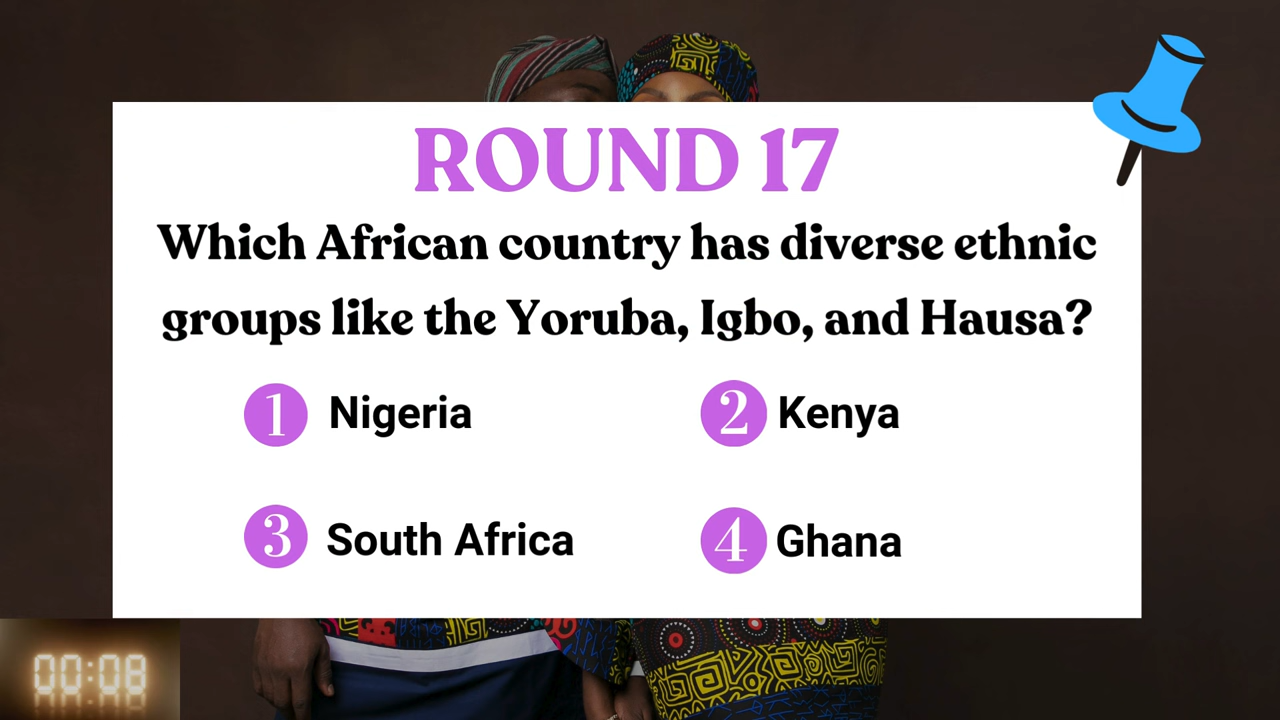 ROUND 17
Which African country has diverse ethnic
groups like the Yoruba, Igbo, and Hausa?
1 Nigeria
2 Kenya
3 South Africa
4 Ghana
00:08